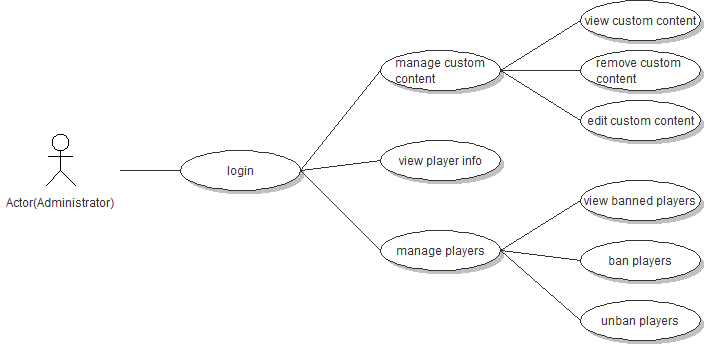 view custom content
manage custom
content
remove custom
content
edit custom content
login
view player info
Actor(Administrator)
view banned players
manage players
ban players
unban players